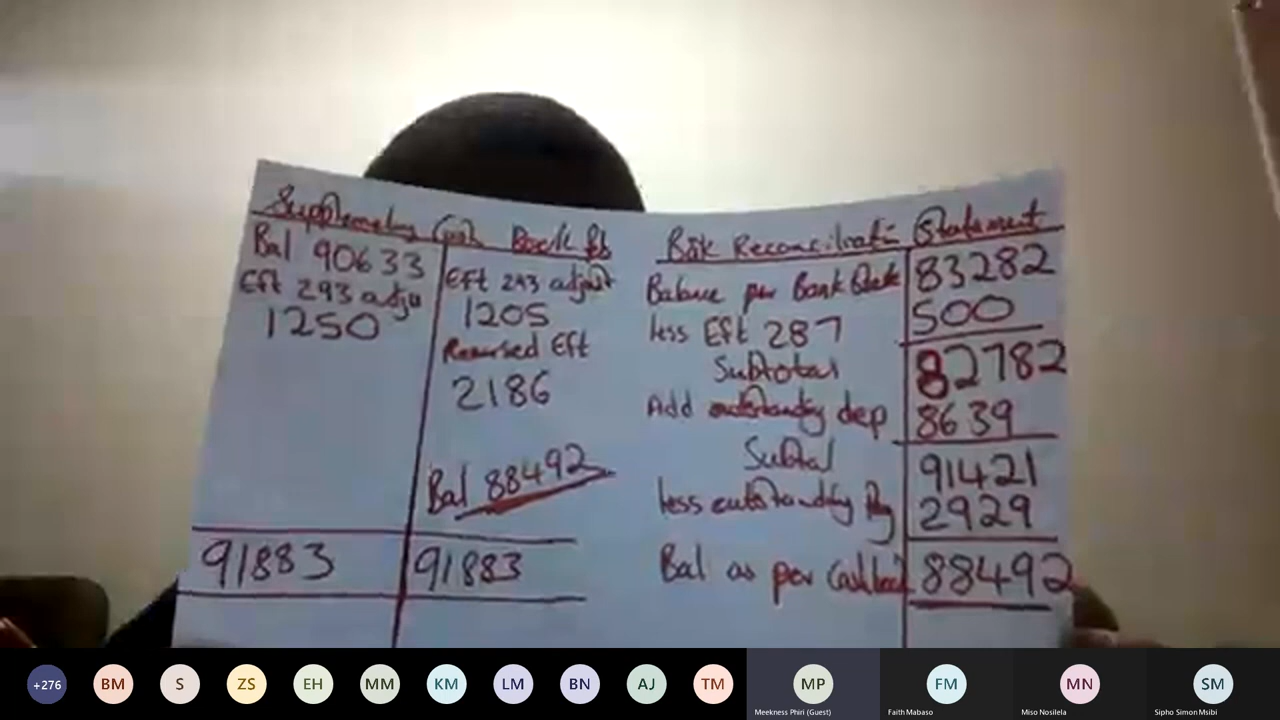 Supplementary Cash Book
Bal 90633
Eft 293 adju
1250
91883
Eft 293 adjust
1205
Reversed Eft
2186
Bal 88492
91883
Bank Reconciliation Statement
Balance per Bank State 83282
less Eft 287 500
Subtotal 82782
Add outstanding dep 8639
Subtal 91421
less outstanding Pay 2929
Bal as per Cashbook 88492
+276 BM S ZS EH MM KM LM BN AJ TM MP FM MN SM
Meekness Phiri (Guest) Faith Mabaso Miso Nosilela Sipho Simon Msibi